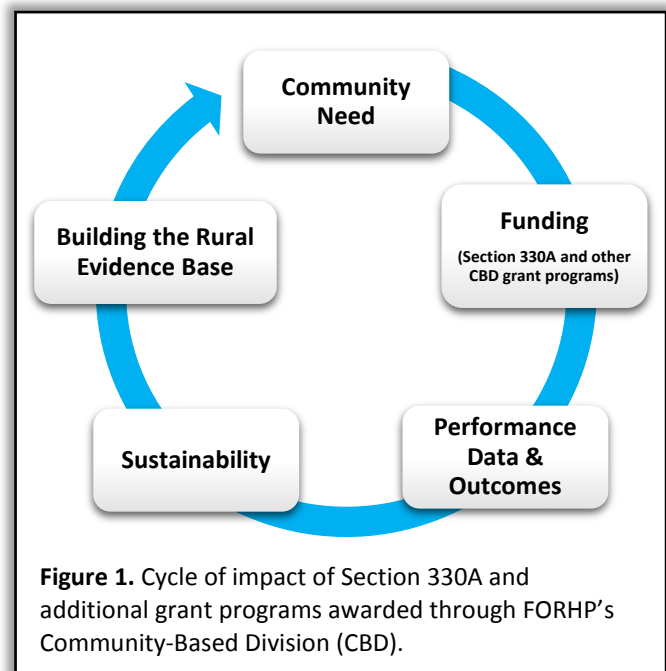 Community
Need
Funding
(Section 330A and other
CBD grant programs)
Performance
Data &
Outcomes
Sustainability
Building the Rural
Evidence Base
Figure 1. Cycle of impact of Section 330A and
additional grant programs awarded through FORHP’s
Community-Based Division (CBD).